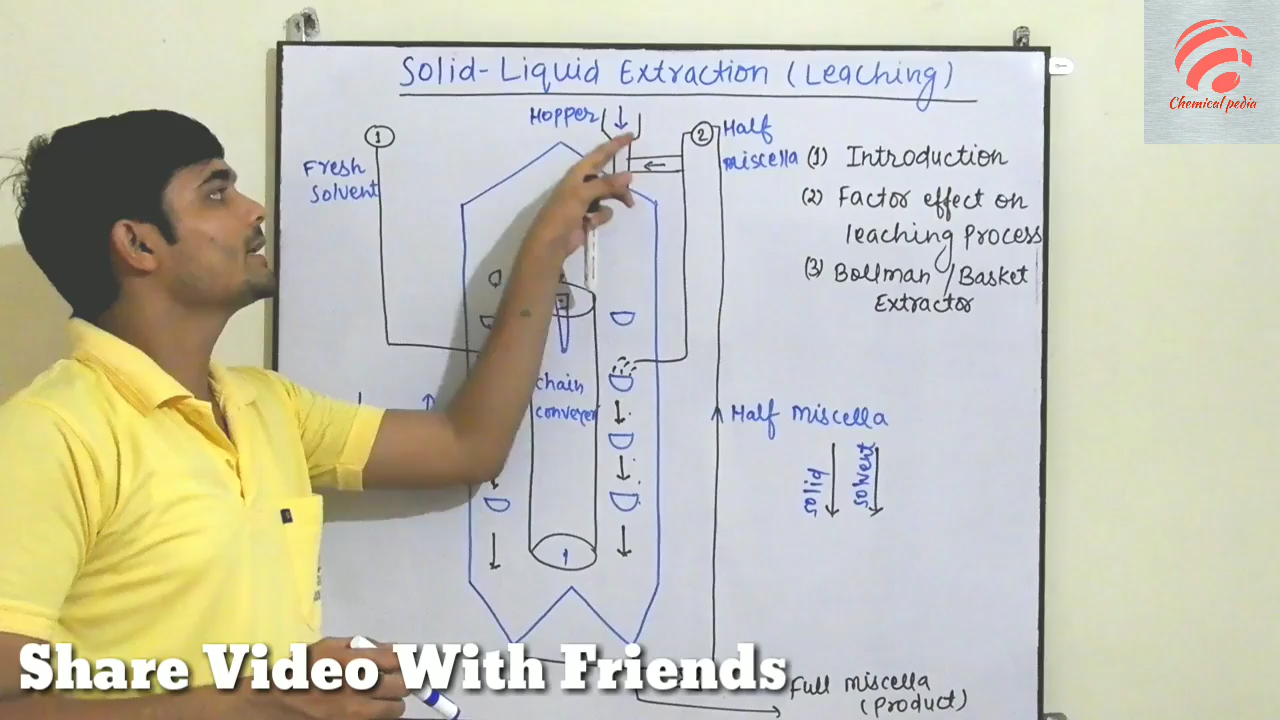 Solid-Liquid Extraction (Leaching)
Chemical pedia
Hopper
1
2
Half
miscella
Fresh
Solvent
(1) Introduction
(2) Factor effect on
leaching Process
(3) Bollman / Basket
Extractor
chain
conveyer
Half miscella
solid
solvent
Share Video With Friends
Full miscella
(Product)